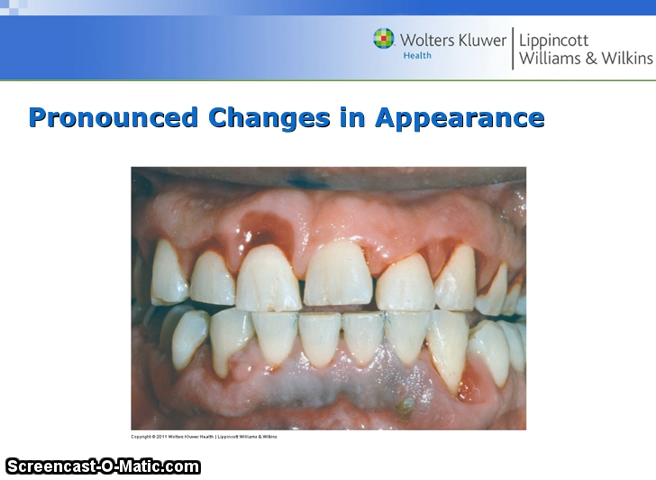 Wolters Kluwer
Health
Lippincott
Williams & Wilkins
Pronounced Changes in Appearance
Copyright © 2011 Wolters Kluwer Health | Lippincott Williams & Wilkins
Screencast-O-Matic.com